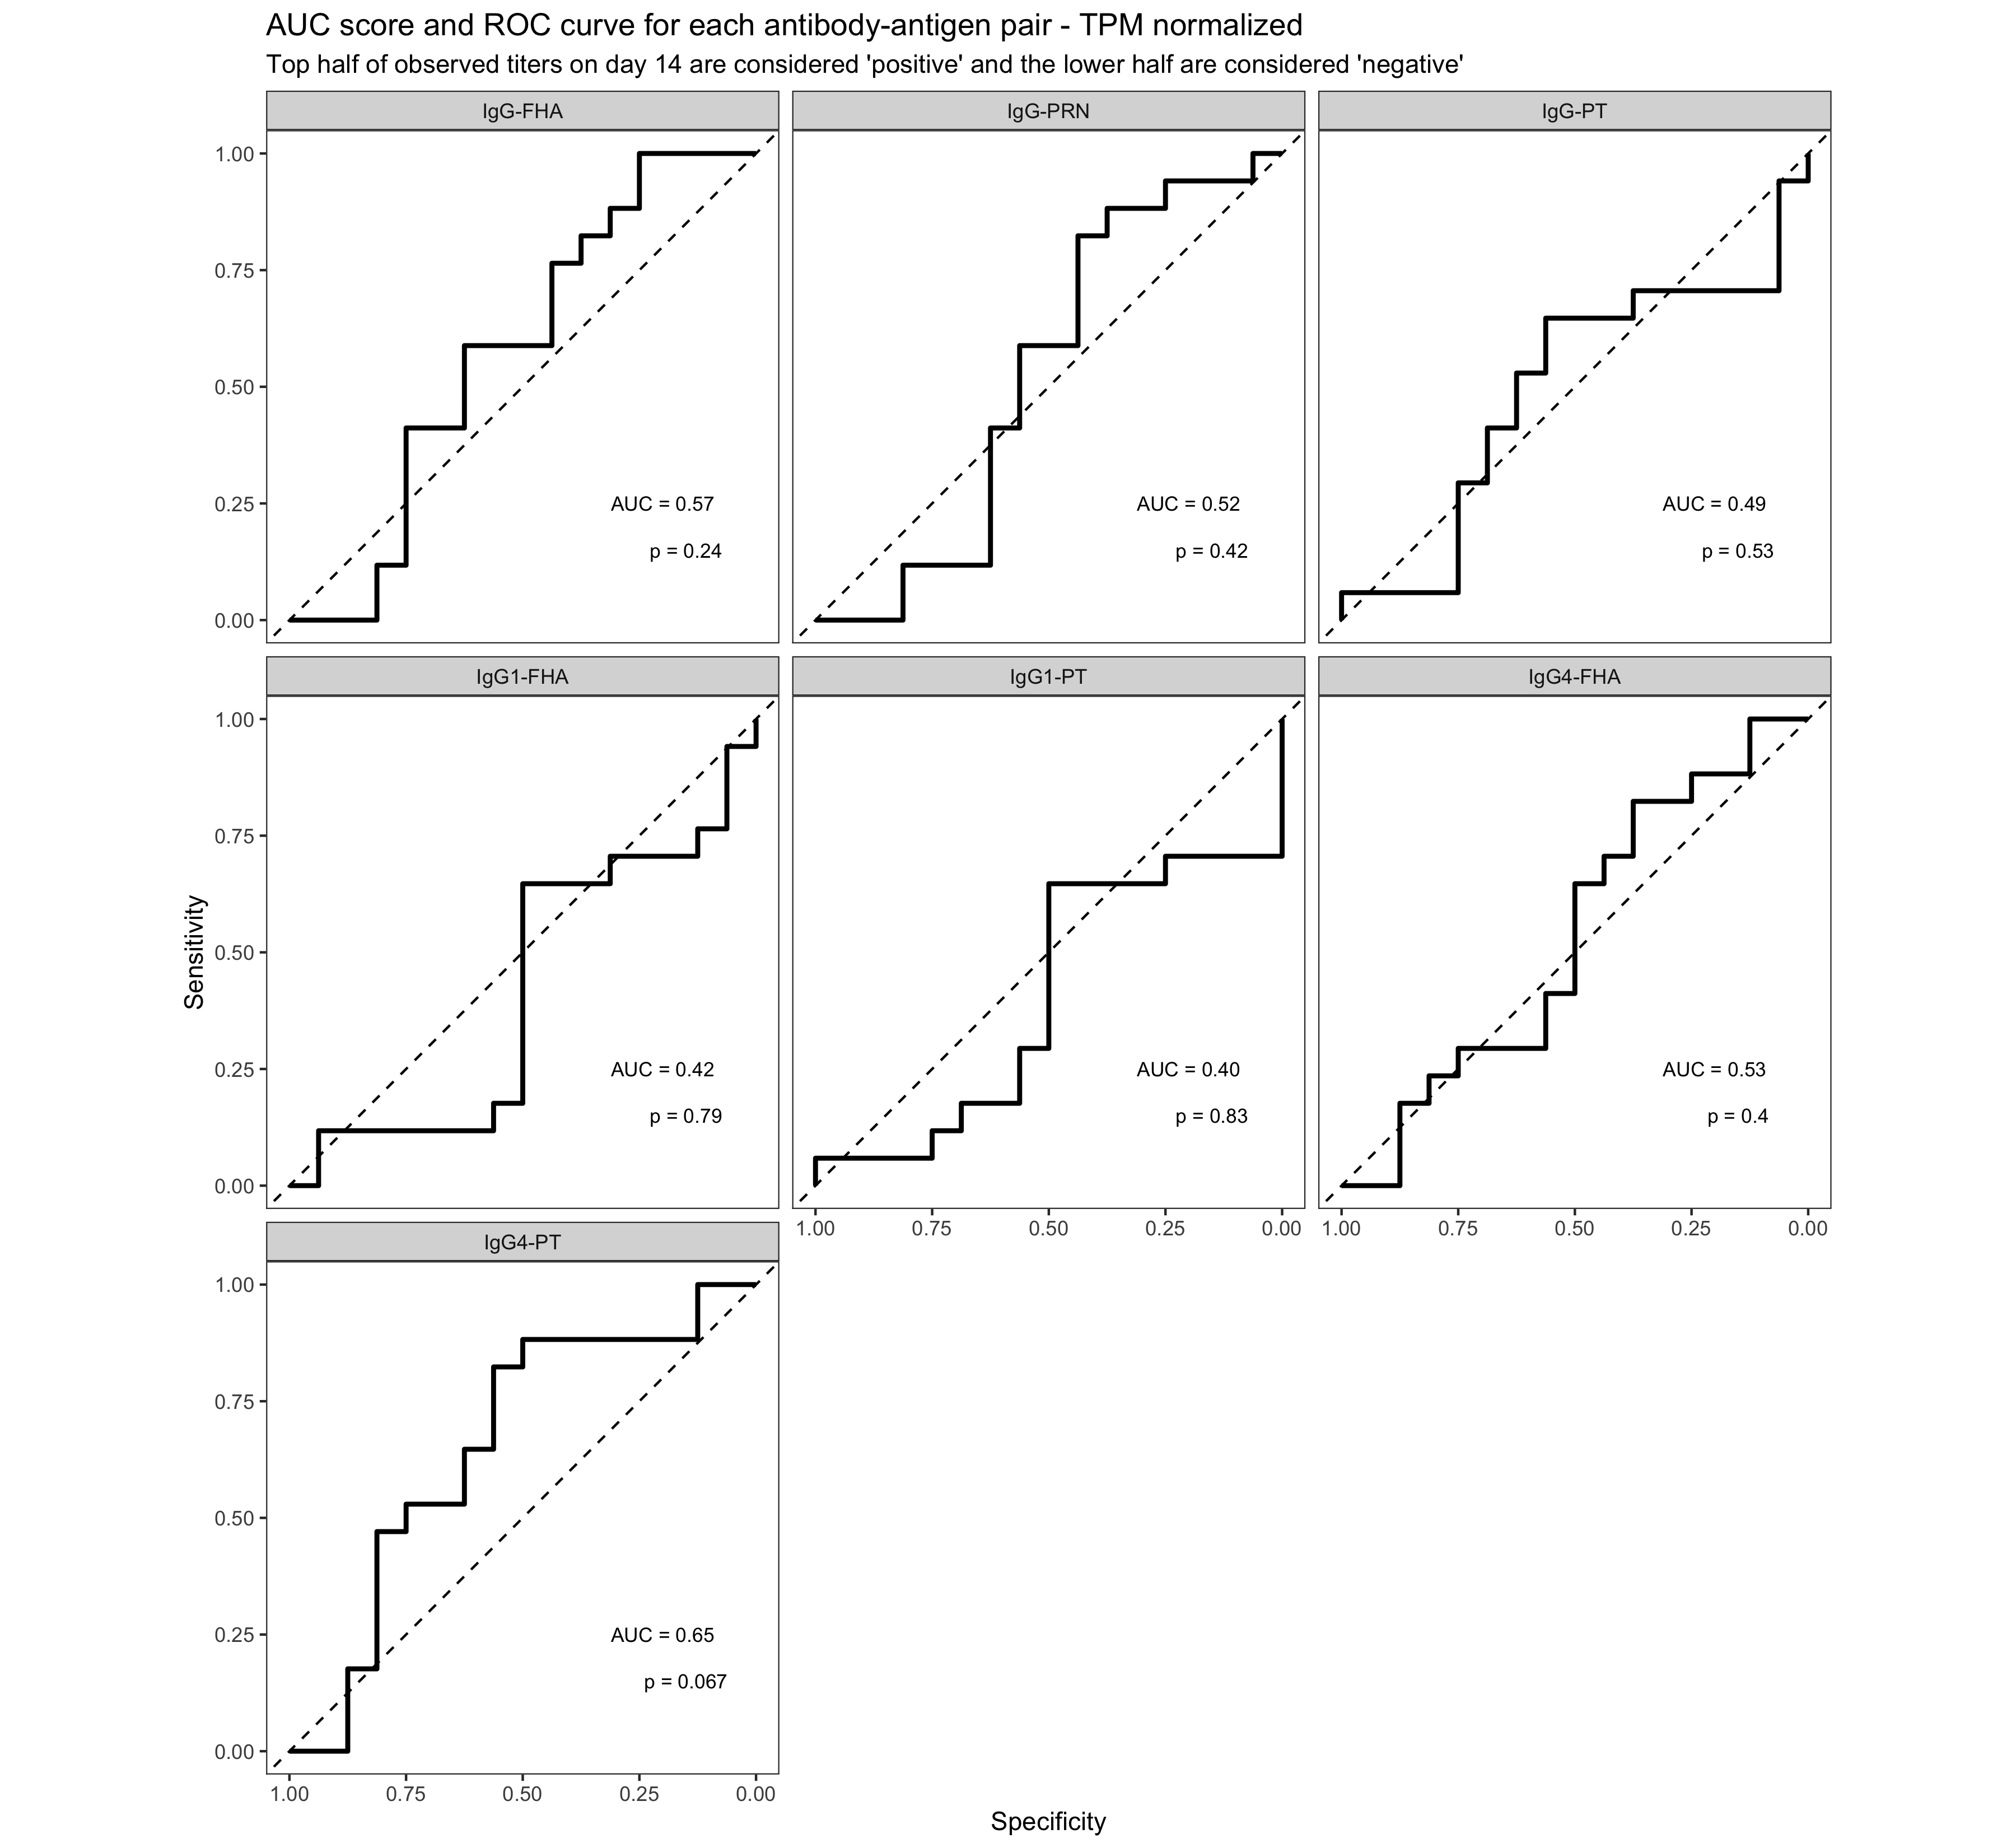 AUC score and ROC curve for each antibody-antigen pair - TPM normalized
Top half of observed titers on day 14 are considered 'positive' and the lower half are considered 'negative'
IgG-FHA
IgG-PRN
IgG-PT
1.00
0.75
0.50
0.25
0.00
AUC = 0.57
p = 0.24
AUC = 0.52
p = 0.42
AUC = 0.49
p = 0.53
IgG1-FHA
IgG1-PT
IgG4-FHA
Sensitivity
1.00
0.75
0.50
0.25
0.00
AUC = 0.42
p = 0.79
AUC = 0.40
p = 0.83
AUC = 0.53
p = 0.4
1.00 0.75 0.50 0.25 0.00
1.00 0.75 0.50 0.25 0.00
IgG4-PT
1.00
0.75
0.50
0.25
0.00
AUC = 0.65
p = 0.067
1.00 0.75 0.50 0.25 0.00
Specificity